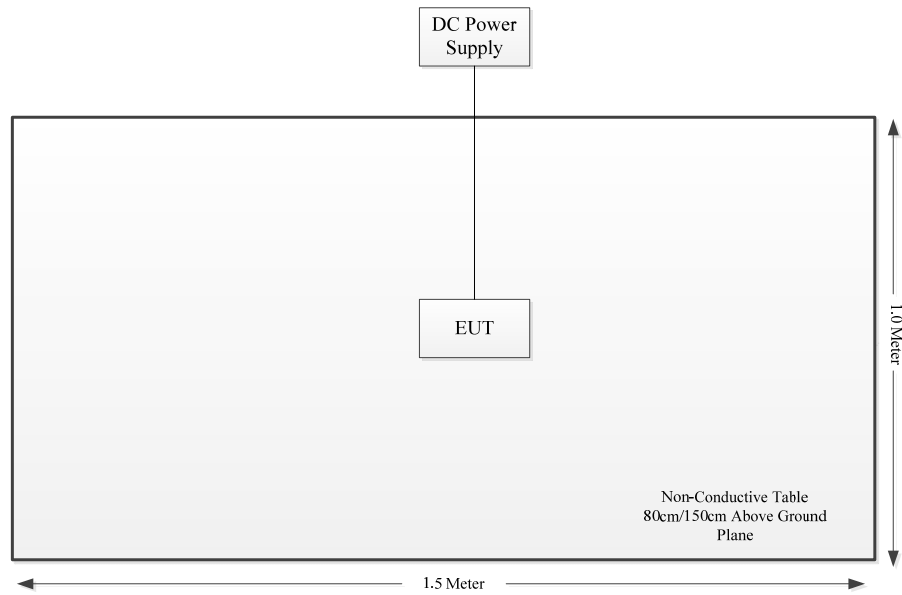 DC Power
Supply
EUT
1.0 Meter
Non-Conductive Table
80cm/150cm Above Ground
Plane
1.5 Meter